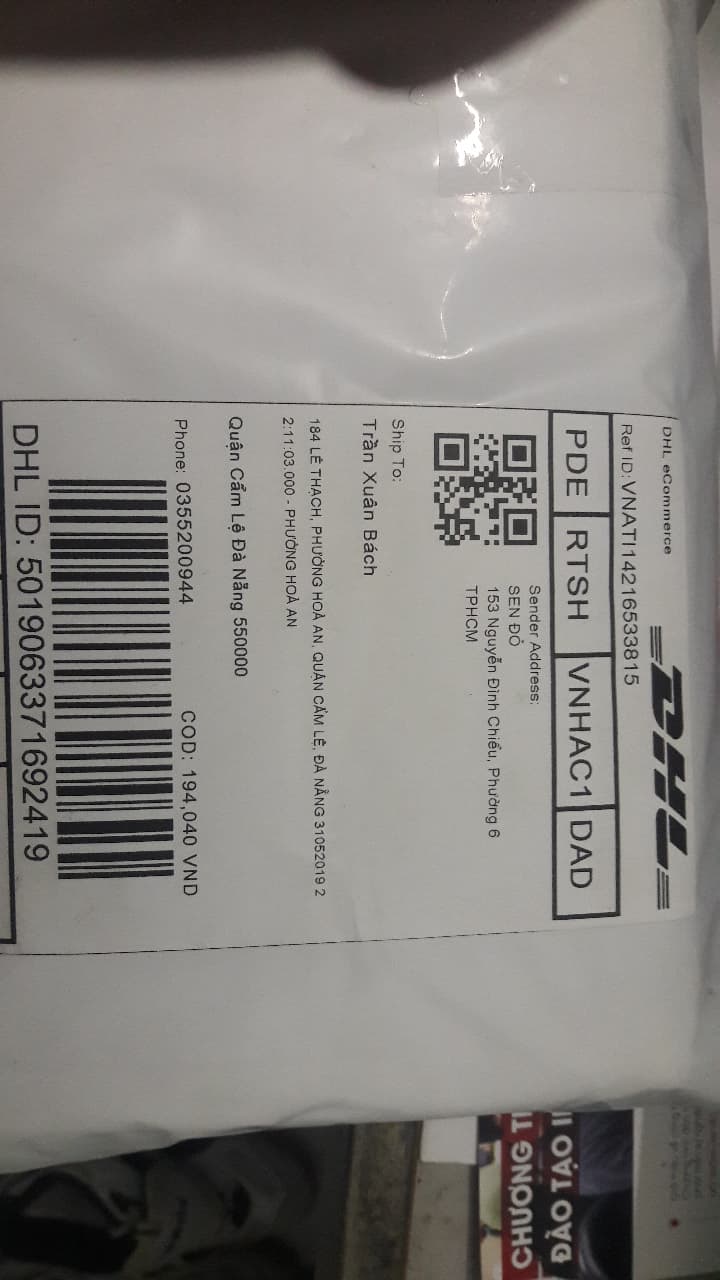 DHL eCommerce
DHL
Ref ID: VNATI14216533815
PDE RTSH VNHAC1 DAD
Sender Address:
SEN ĐỎ
153 Nguyễn Đình Chiểu, Phường 6
TPHCM
Ship To:
Trần Xuân Bách
184 LÊ THẠCH, PHƯỜNG HOÀ AN, QUẬN CẨM LỆ, ĐÀ NẴNG 31052019 2
2:11:03.000 - PHƯỜNG HOÀ AN
Quận Cẩm Lệ Đà Nẵng 550000
Phone: 0355200944 COD: 194,040 VND
DHL ID: 5019063371692419
ĐÀO TẠO
CHƯƠNG